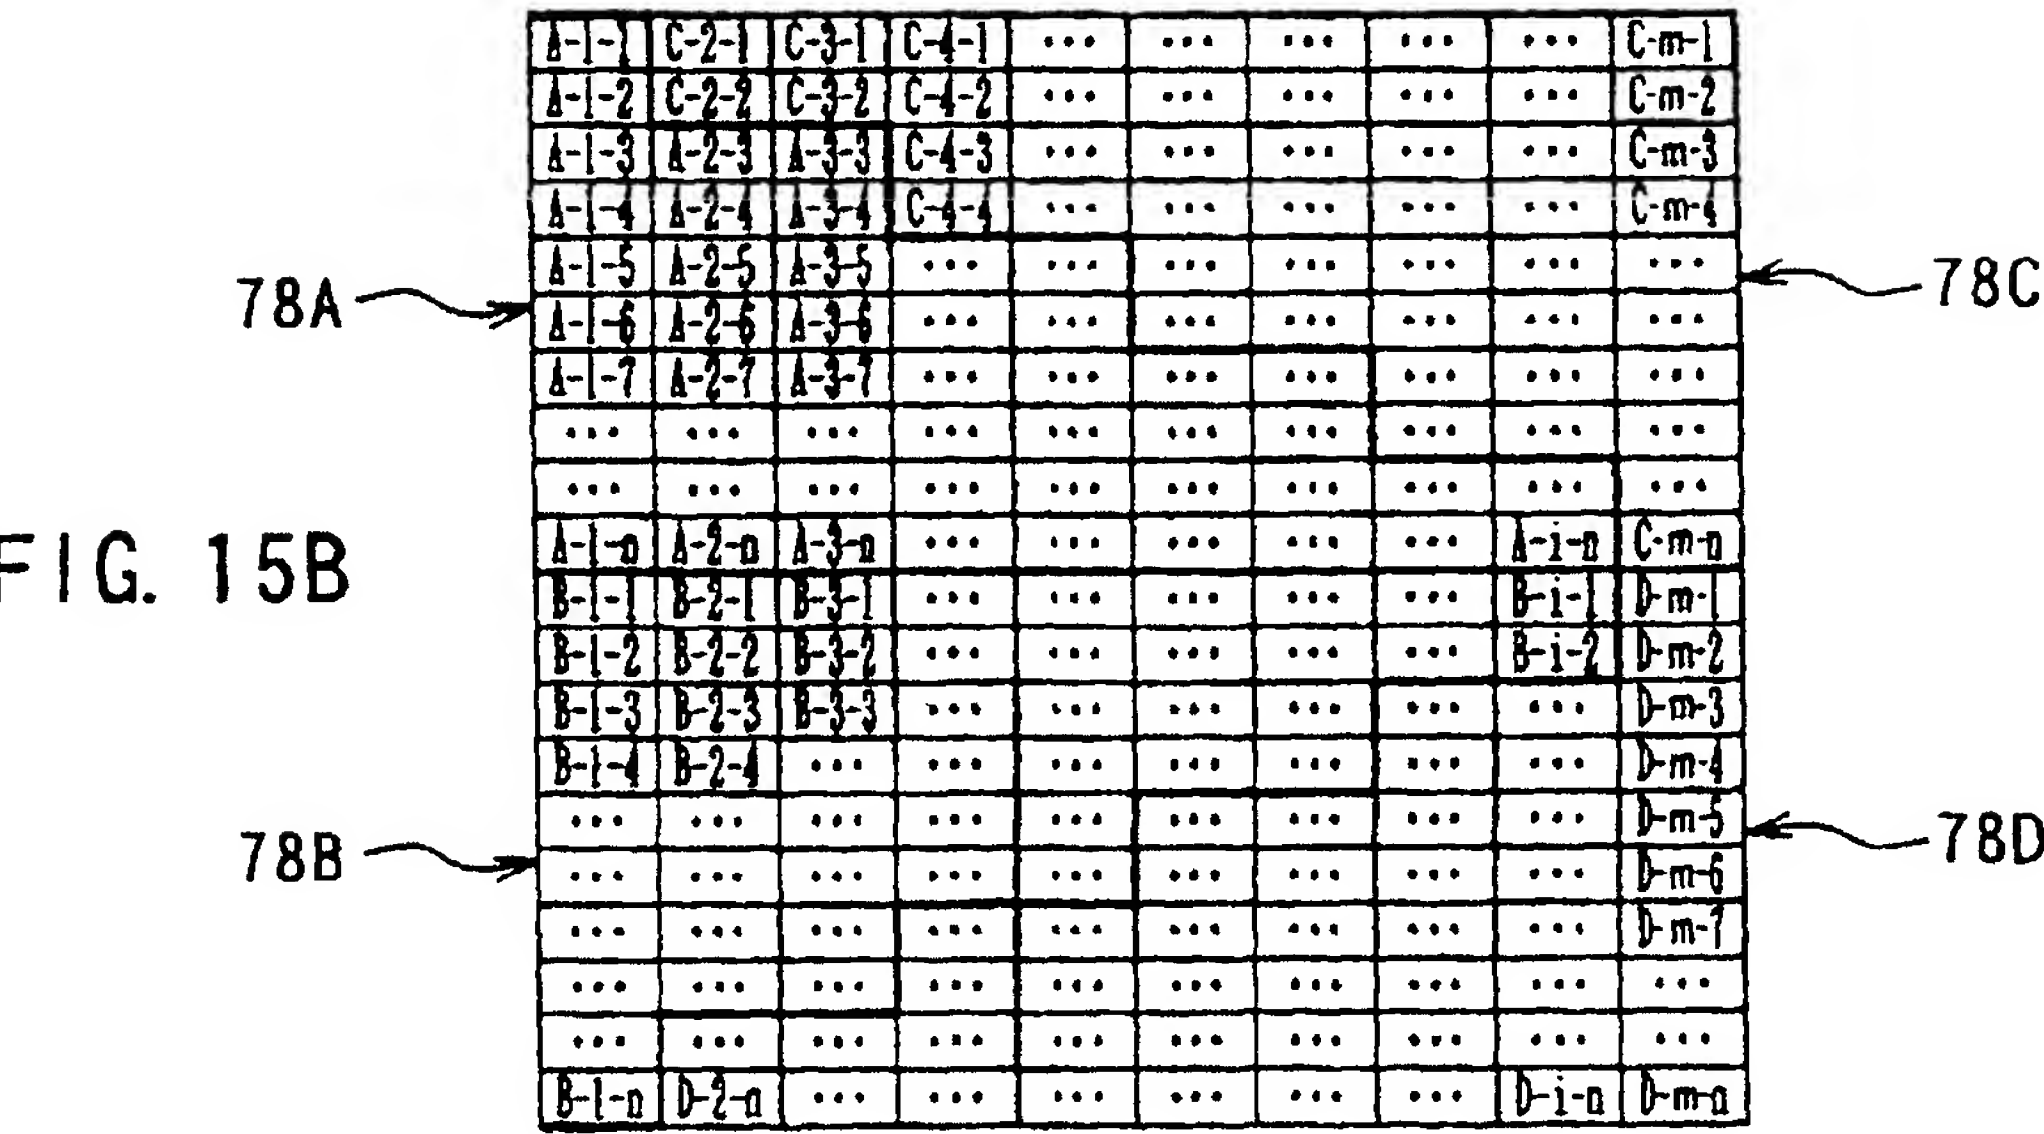 A-1-1 C-2-1 C-3-1 C-4-1 ... ... ... ... ... C-m-1
A-1-2 C-2-2 C-3-2 C-4-2 ... ... ... ... ... C-m-2
A-1-3 A-2-3 A-3-3 C-4-3 ... ... ... ... ... C-m-3
A-1-4 A-2-4 A-3-4 C-4-4 ... ... ... ... ... C-m-4
A-1-5 A-2-5 A-3-5 ... ... ... ... ... ... ...
78A
78C
A-1-6 A-2-6 A-3-6 ... ... ... ... ... ... ...
A-1-7 A-2-7 A-3-7 ... ... ... ... ... ... ...
... ... ... ... ... ... ... ... ... ...
... ... ... ... ... ... ... ... ... ...
A-1-n A-2-n A-3-n ... ... ... ... ... A-i-n C-m-n
FIG. 15B
B-1-1 B-2-1 B-3-1 ... ... ... ... ... B-i-1 D-m-1
B-1-2 B-2-2 B-3-2 ... ... ... ... ... B-i-2 D-m-2
B-1-3 B-2-3 B-3-3 ... ... ... ... ... ... D-m-3
B-1-4 B-2-4 ... ... ... ... ... ... ... D-m-4
... ... ... ... ... ... ... ... ... D-m-5
78B
78D
... ... ... ... ... ... ... ... ... D-m-6
... ... ... ... ... ... ... ... ... D-m-7
... ... ... ... ... ... ... ... ... ...
... ... ... ... ... ... ... ... ... ...
B-1-n D-2-n ... ... ... ... ... ... D-i-n D-m-n